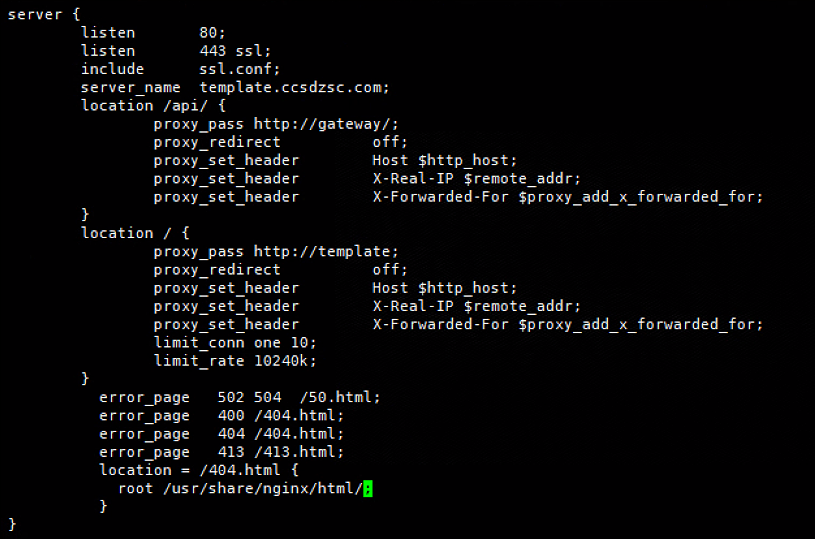 server {
listen 80;
listen 443 ssl;
include ssl.conf;
server_name template.ccsdzsc.com;
location /api/ {
proxy_pass http://gateway/;
proxy_redirect off;
proxy_set_header Host $http_host;
proxy_set_header X-Real-IP $remote_addr;
proxy_set_header X-Forwarded-For $proxy_add_x_forwarded_for;
}
location / {
proxy_pass http://template;
proxy_redirect off;
proxy_set_header Host $http_host;
proxy_set_header X-Real-IP $remote_addr;
proxy_set_header X-Forwarded-For $proxy_add_x_forwarded_for;
limit_conn one 10;
limit_rate 10240k;
}
error_page 502 504 /50.html;
error_page 400 /404.html;
error_page 404 /404.html;
error_page 413 /413.html;
location = /404.html {
root /usr/share/nginx/html/;
}
}